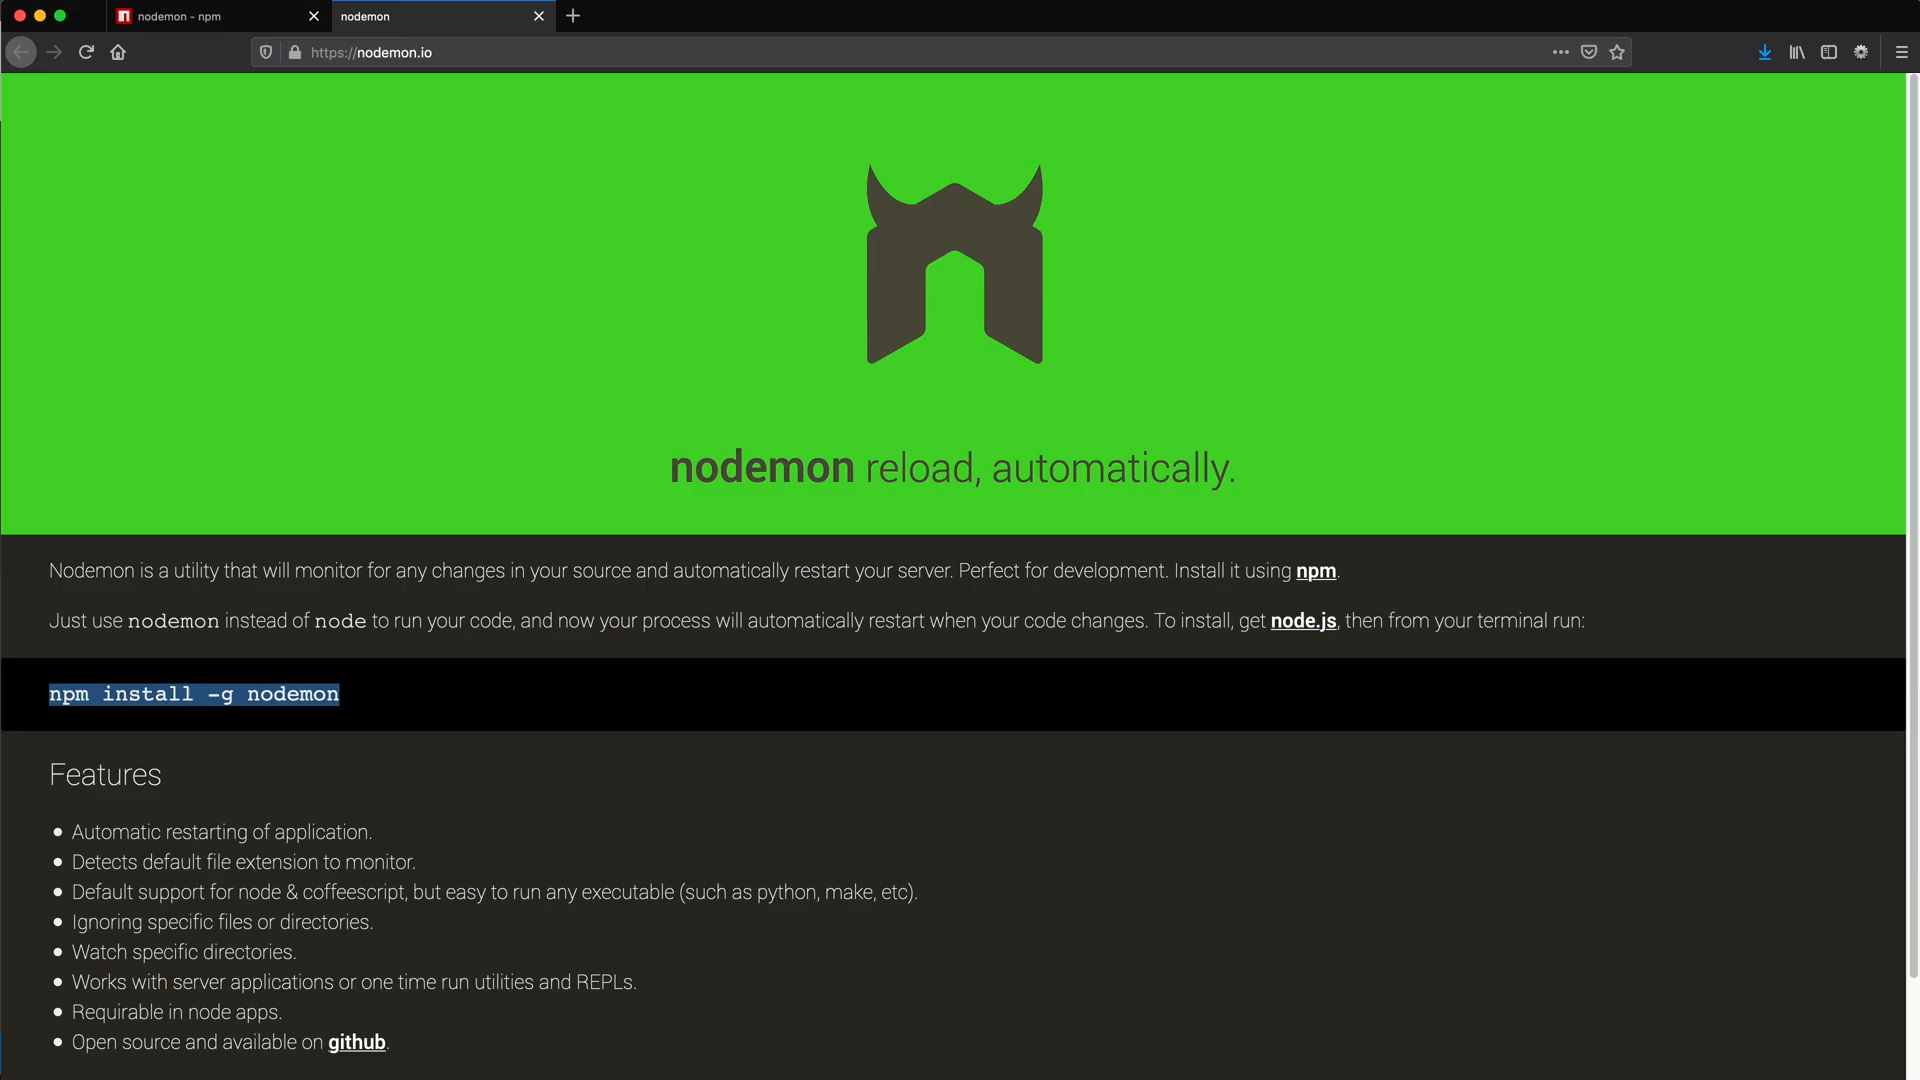 nodemon - npm
nodemon
https://nodemon.io
nodemon reload, automatically.
Nodemon is a utility that will monitor for any changes in your source and automatically restart your server. Perfect for development. Install it using npm.
Just use nodemon instead of node to run your code, and now your process will automatically restart when your code changes. To install, get node.js, then from your terminal run:
npm install -g nodemon
Features
Automatic restarting of application.
Detects default file extension to monitor.
Default support for node & coffeescript, but easy to run any executable (such as python, make, etc).
Ignoring specific files or directories.
Watch specific directories.
Works with server applications or one time run utilities and REPLs.
Requirable in node apps.
Open source and available on github.